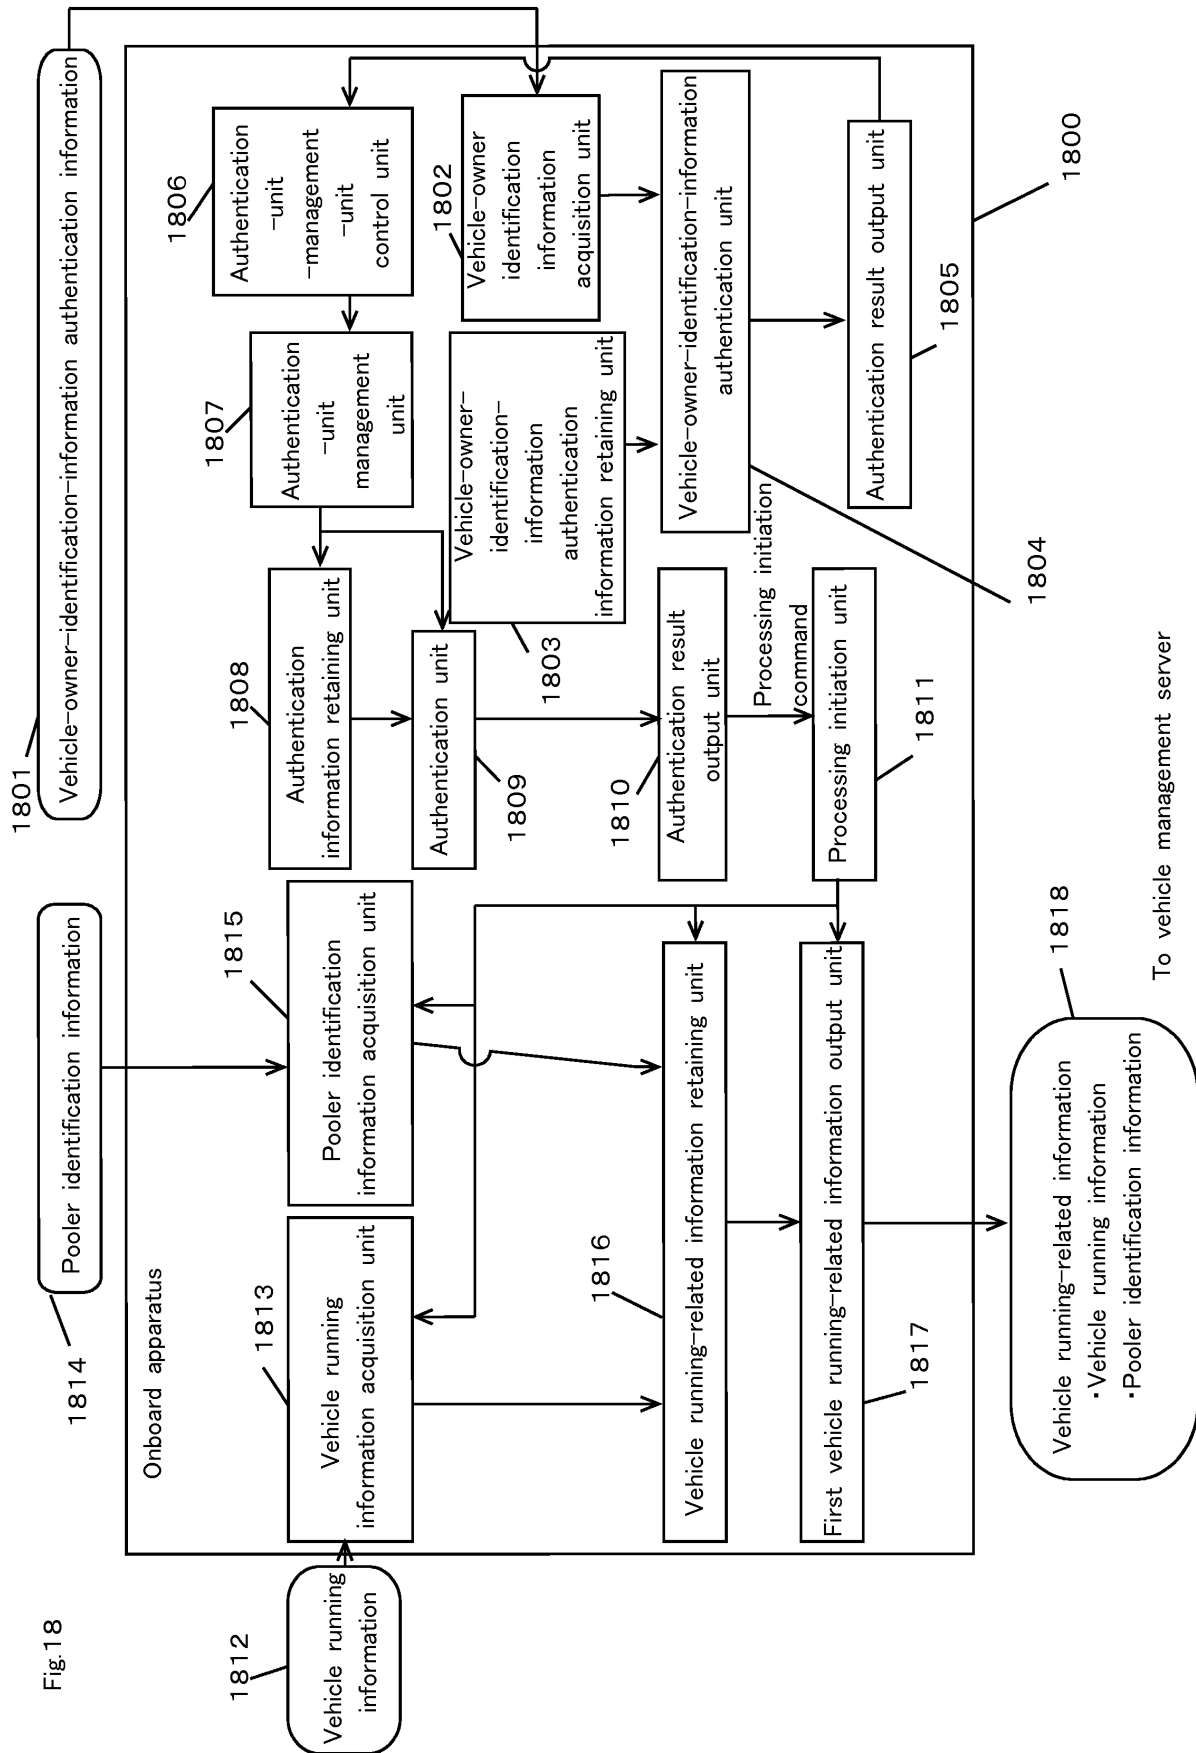 Fig.18
1812
Vehicle running
information
Onboard apparatus
1814
Pooler identification information
1801
Vehicle-owner-identification-information authentication information
1813
Vehicle running
information acquisition unit
1815
Pooler identification
information acquisition unit
1808
Authentication
information retaining unit
1807
Authentication
-unit
management
unit
1806
Authentication
-unit
-management
-unit
control unit
1809
Authentication unit
1803
Vehicle-owner-
identification-
information
authentication
information retaining unit
1802
Vehicle-owner
identification
information
acquisition unit
1816
Vehicle running-related information retaining unit
1810
Authentication result
output unit
Vehicle-owner-identification-information
authentication unit
1804
Processing initiation
command
1817
First vehicle running-related information output unit
Processing initiation unit
1811
Authentication result output unit
1805
1800
1818
Vehicle running-related information
・Vehicle running information
・Pooler identification information
To vehicle management server